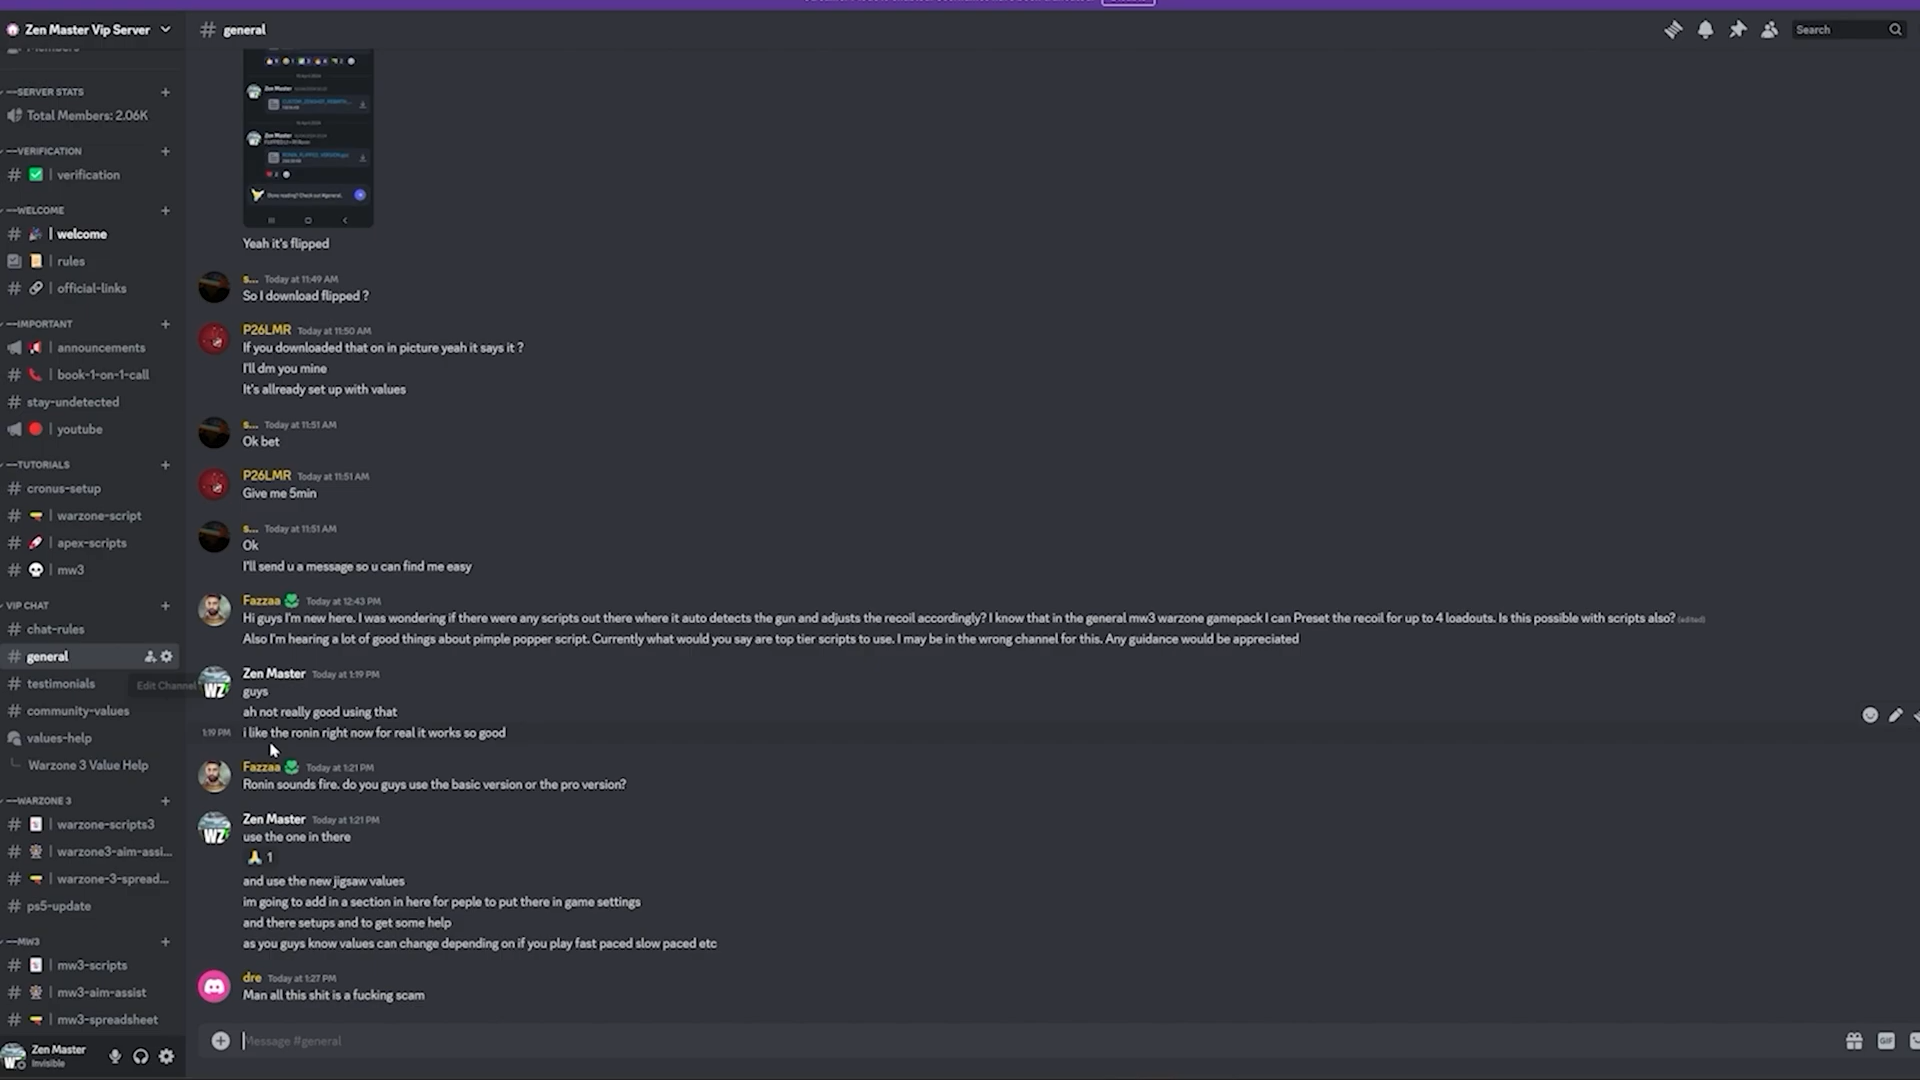 Zen Master Vip Server
# general
Search
Members
SERVER STATS
Total Members: 2.06K
VERIFICATION
# | verification
WELCOME
# | welcome
| rules
# | official-links
IMPORTANT
| announcements
# | book-1-on-1-call
# stay-undetected
| youtube
TUTORIALS
# cronus-setup
# | warzone-script
# | apex-scripts
# | mw3
VIP CHAT
# chat-rules
# general
# testimonials
Edit Channel
# community-values
values-help
Warzone 3 Value Help
WARZONE 3
# | warzone-scripts3
# | warzone3-aim-assi...
# | warzone-3-spread...
# ps5-update
MW3
# | mw3-scripts
# | mw3-aim-assist
# | mw3-spreadsheet
Zen Master
Invisible
Zen Master
Zen Master
Yeah it's flipped
s... Today at 11:49 AM
So I download flipped ?
P26LMR Today at 11:50 AM
If you downloaded that on in picture yeah it says it ?
I'll dm you mine
It's allready set up with values
s... Today at 11:51 AM
Ok bet
P26LMR Today at 11:51 AM
Give me 5min
s... Today at 11:51 AM
Ok
I'll send u a message so u can find me easy
Fazzaa Today at 12:43 PM
Hi guys I'm new here. I was wondering if there were any scripts out there where it auto detects the gun and adjusts the recoil accordingly? I know that in the general mw3 warzone gamepack I can Preset the recoil for up to 4 loadouts. Is this possible with scripts also? (edited)
Also I'm hearing a lot of good things about pimple popper script. Currently what would you say are top tier scripts to use. I may be in the wrong channel for this. Any guidance would be appreciated
Zen Master Today at 1:19 PM
WZ
guys
ah not really good using that
1:19 PM i like the ronin right now for real it works so good
Fazzaa Today at 1:21 PM
Ronin sounds fire. do you guys use the basic version or the pro version?
Zen Master Today at 1:21 PM
WZ
use the one in there
1
and use the new jigsaw values
im going to add in a section in here for peple to put there in game settings
and there setups and to get some help
as you guys know values can change depending on if you play fast paced slow paced etc
dre Today at 1:27 PM
Man all this shit is a fucking scam
Message #general
GIF